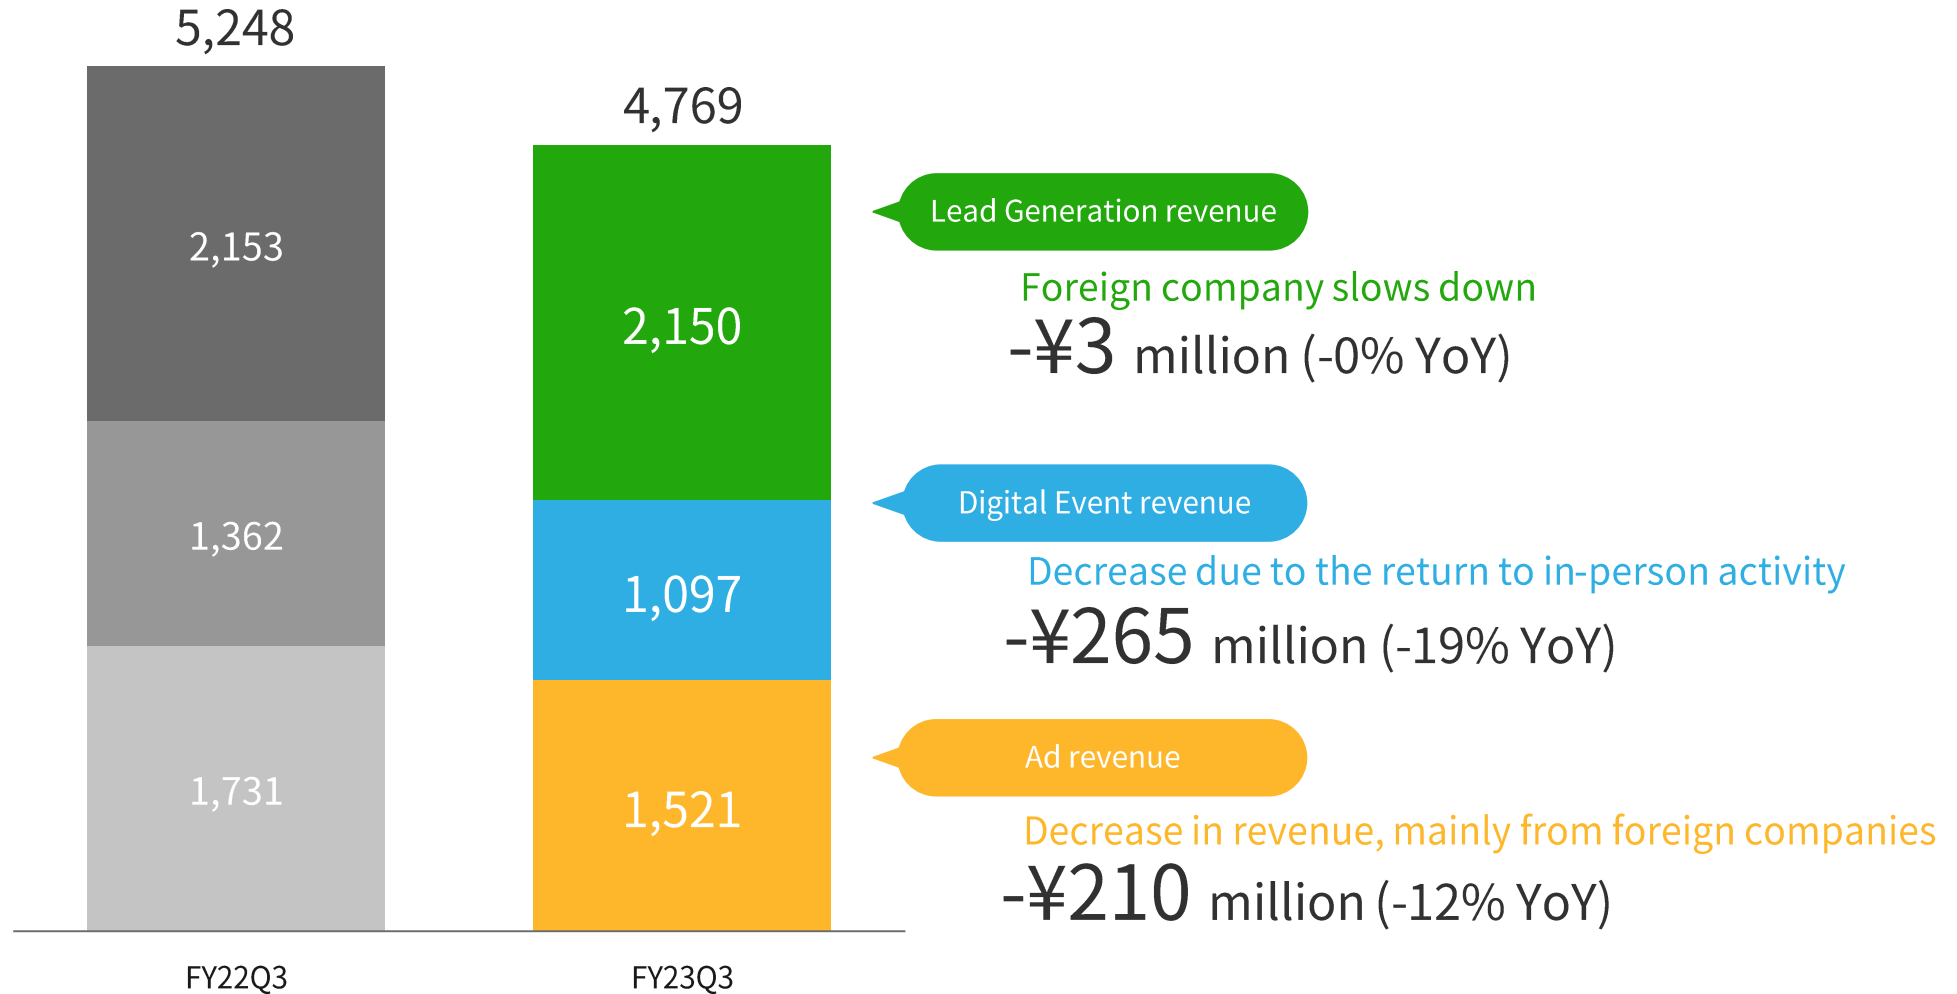 5,248
2,153
1,362
1,731
FY22Q3
4,769
2,150
1,097
1,521
FY23Q3
Lead Generation revenue
Foreign company slows down
-¥3 million (-0% YoY)
Digital Event revenue
Decrease due to the return to in-person activity
-¥265 million (-19% YoY)
Ad revenue
Decrease in revenue, mainly from foreign companies
-¥210 million (-12% YoY)